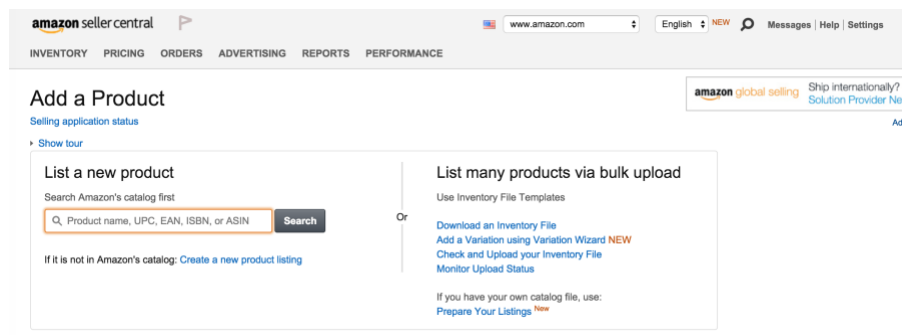 amazon seller central
www.amazon.com
English
NEW
Messages | Help | Settings
INVENTORY PRICING ORDERS ADVERTISING REPORTS PERFORMANCE
Add a Product
amazon global selling
Ship internationally?
Solution Provider Ne
Selling application status
Ad
Show tour
List a new product
Search Amazon's catalog first
Product name, UPC, EAN, ISBN, or ASIN
Search
If it is not in Amazon's catalog: Create a new product listing
Or
List many products via bulk upload
Use Inventory File Templates
Download an Inventory File
Add a Variation using Variation Wizard NEW
Check and Upload your Inventory File
Monitor Upload Status
If you have your own catalog file, use:
Prepare Your Listings New